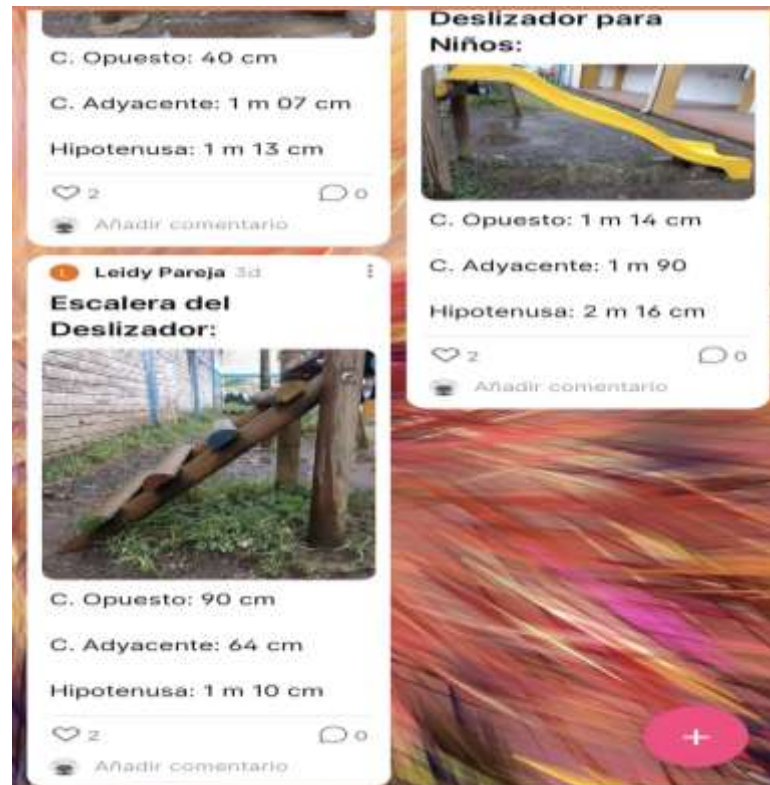 C. Opuesto: 40 cm
C. Adyacente: 1 m 07 cm
Hipotenusa: 1 m 13 cm
2
0
Añadir comentario
L Leidy Pareja 3d
Escalera del
Deslizador:
C. Opuesto: 90 cm
C. Adyacente: 64 cm
Hipotenusa: 1 m 10 cm
2
0
Añadir comentario
Deslizador para
Niños:
C. Opuesto: 1 m 14 cm
C. Adyacente: 1 m 90
Hipotenusa: 2 m 16 cm
2
0
Añadir comentario